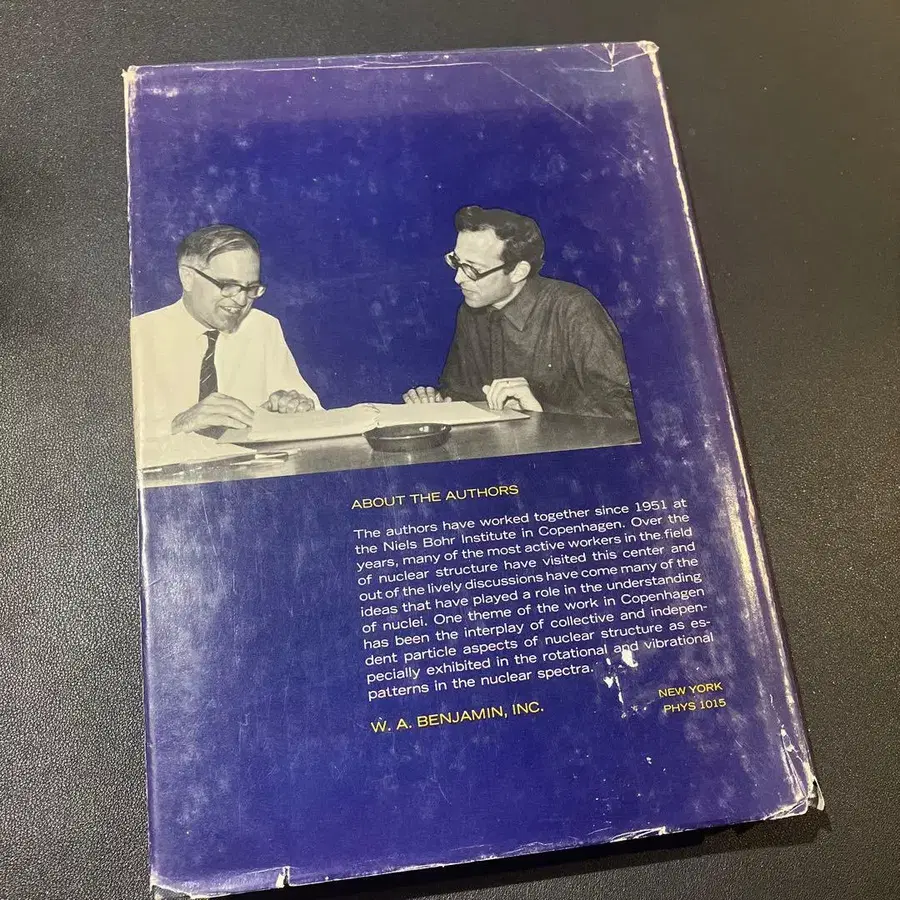 ABOUT THE AUTHORS
The authors have worked together since 1951 at
the Niels Bohr Institute in Copenhagen. Over the
years, many of the most active workers in the field
of nuclear structure have visited this center and
out of the lively discussions have come many of the
ideas that have played a role in the understanding
of nuclei. One theme of the work in Copenhagen
has been the interplay of collective and indepen-
dent particle aspects of nuclear structure as es-
pecially exhibited in the rotational and vibrational
patterns in the nuclear spectra.
W. A. BENJAMIN, INC.
NEW YORK
PHYS 1015